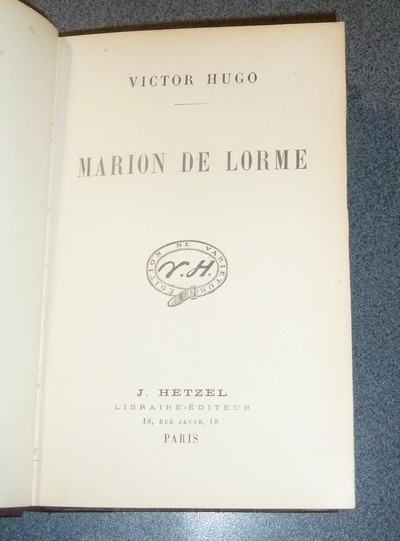 VICTOR HUGO
MARION DE LORME
ÉDITION NE VARIETUR
V.H.
J. HETZEL
LIBRAIRE-ÉDITEUR
18, RUE JACOB, 18
PARIS